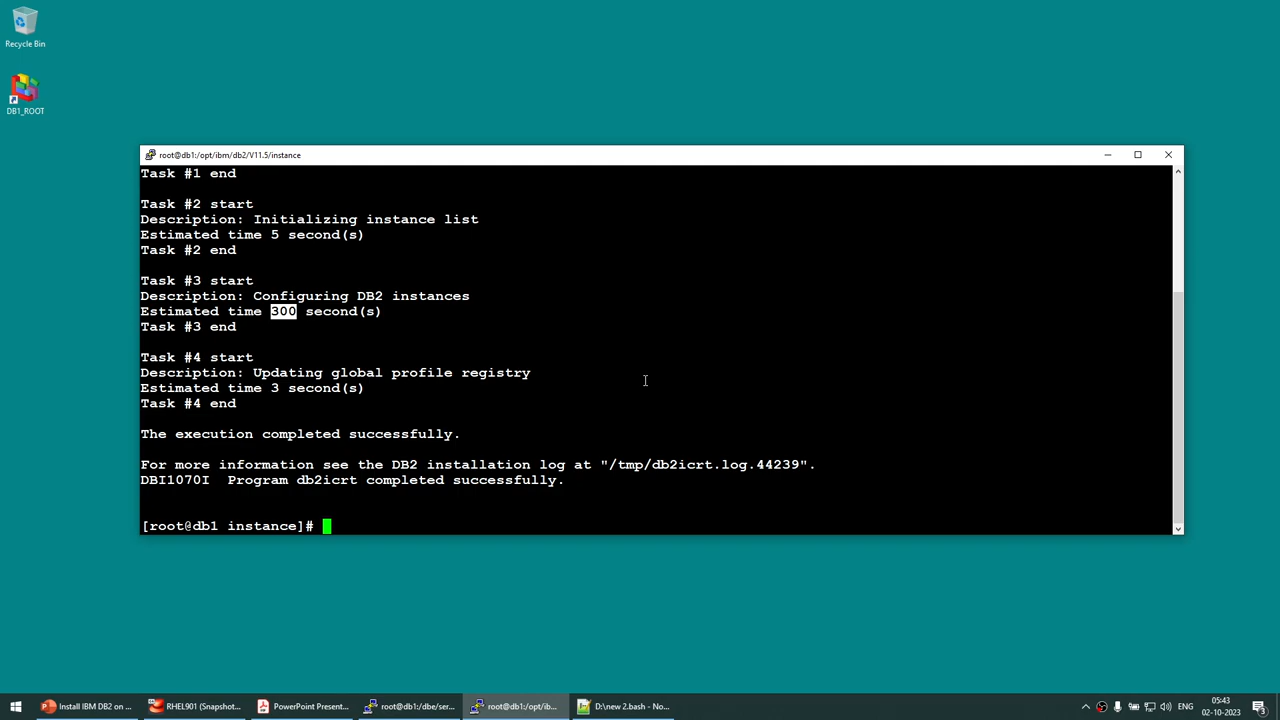 Recycle Bin
DB1_ROOT
root@db1:/opt/ibm/db2/V11.5/instance
Task #1 end
Task #2 start
Description: Initializing instance list
Estimated time 5 second(s)
Task #2 end
Task #3 start
Description: Configuring DB2 instances
Estimated time 300 second(s)
Task #3 end
Task #4 start
Description: Updating global profile registry
Estimated time 3 second(s)
Task #4 end
The execution completed successfully.
For more information see the DB2 installation log at "/tmp/db2icrt.log.44239".
DBI1070I  Program db2icrt completed successfully.
[root@db1 instance]#
Install IBM DB2 on ...
RHEL901 (Snapshot...
PowerPoint Present...
root@db1:/dbe/ser...
root@db1:/opt/ib...
D:\new 2.bash - No...
ENG
05:43
02-10-2023